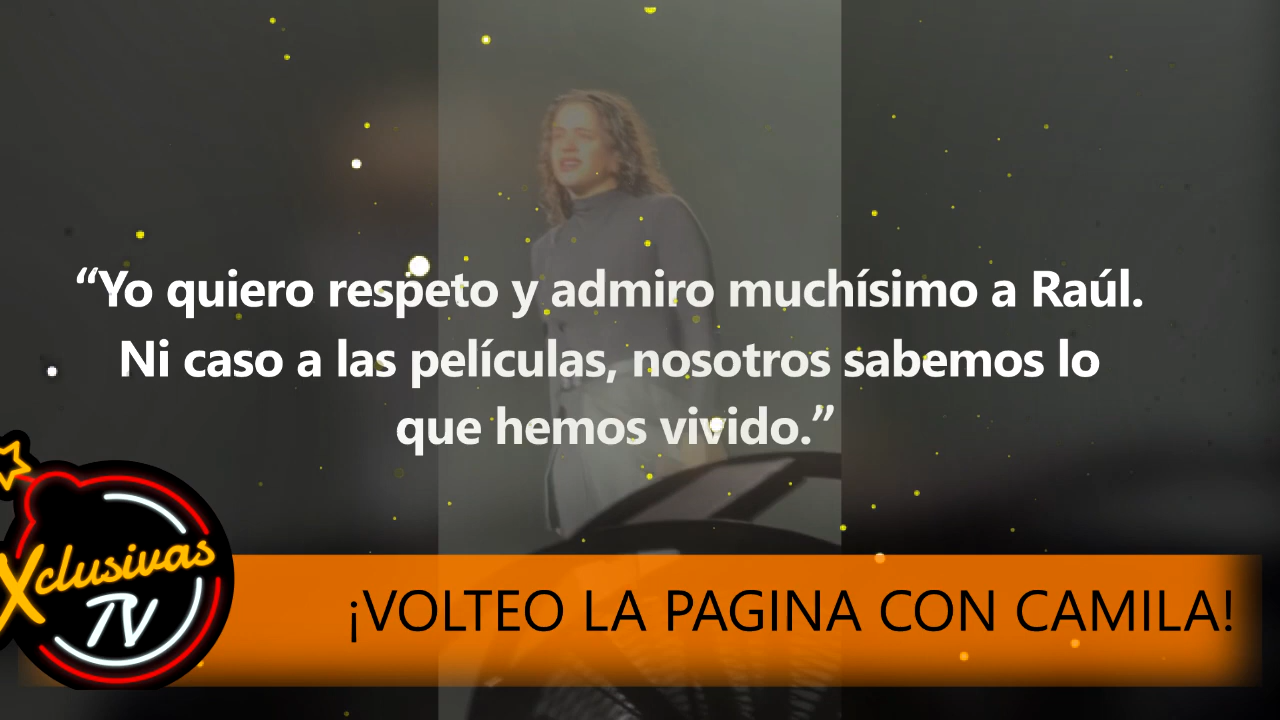 “Yo quiero respeto y admiro muchísimo a Raúl.
Ni caso a las películas, nosotros sabemos lo
que hemos vivido.”
Xclusivas
TV
¡VOLTEO LA PAGINA CON CAMILA!